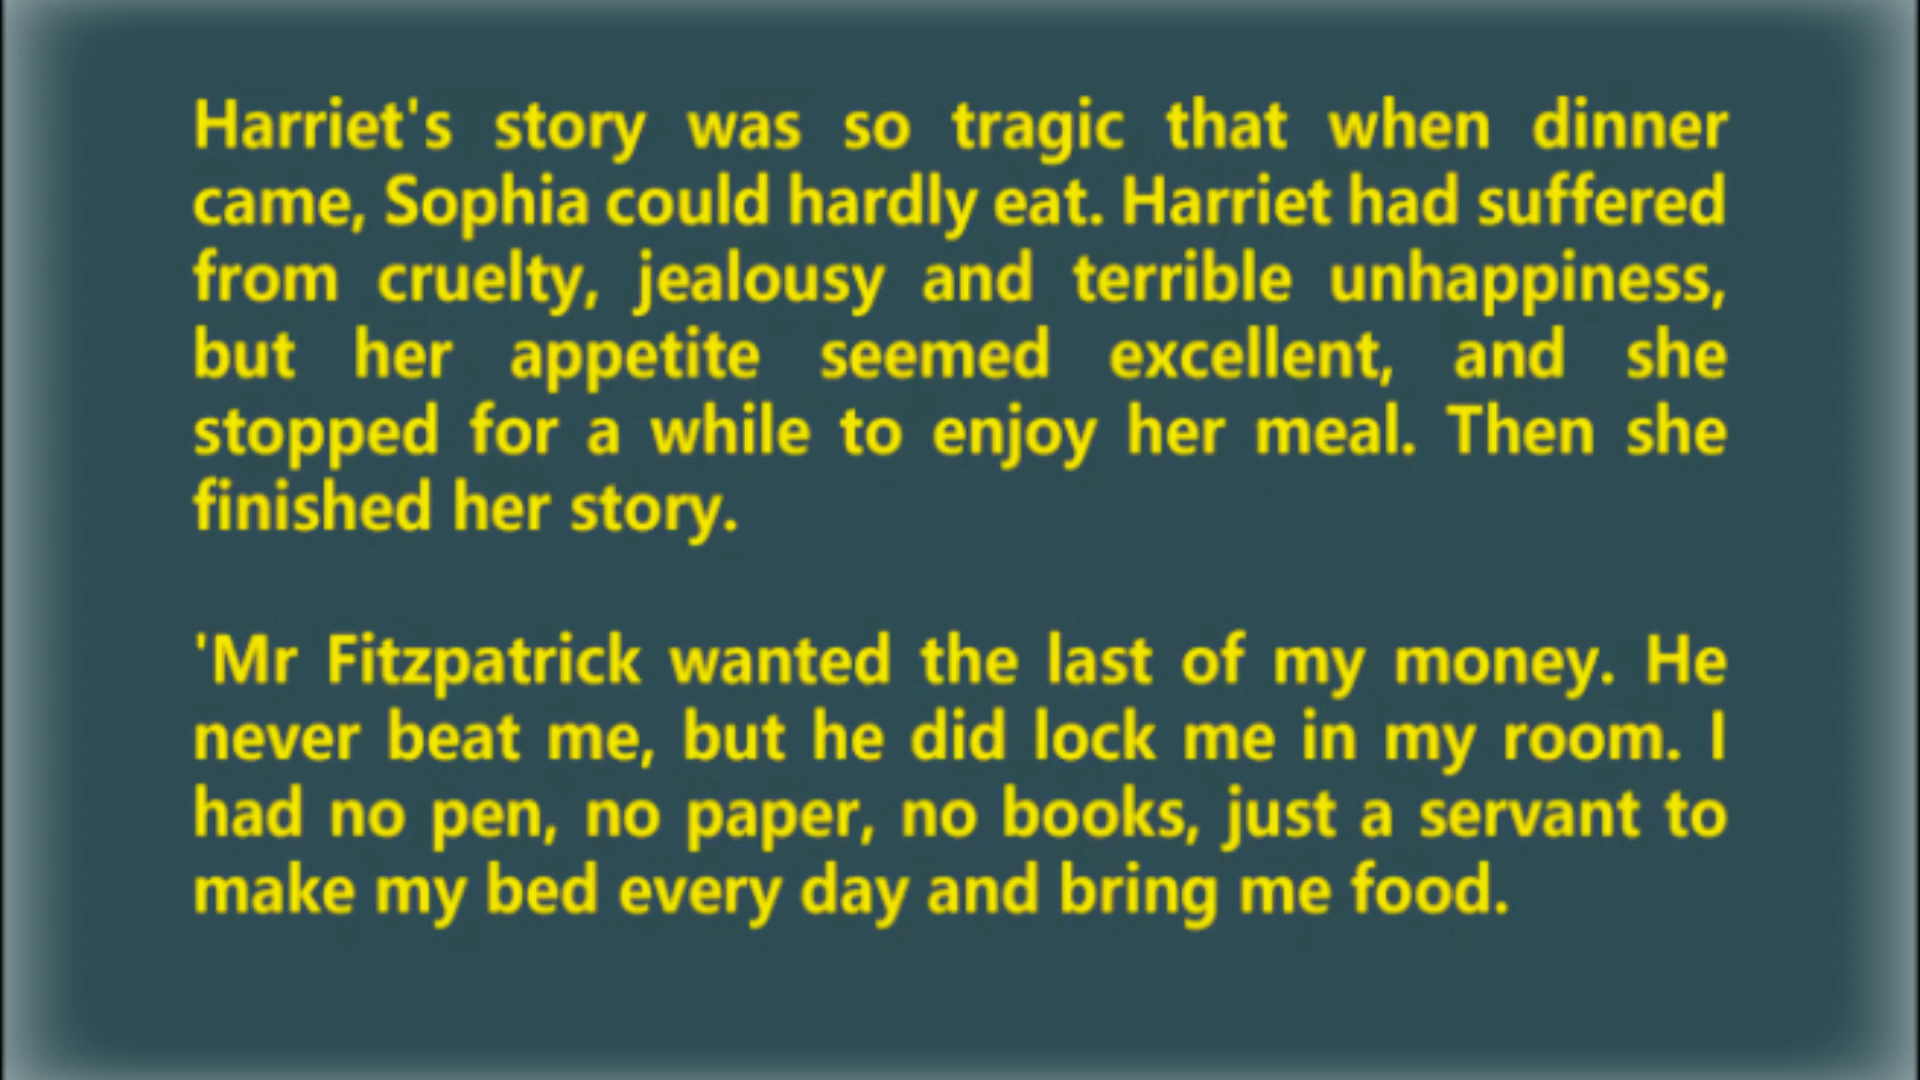 Harriet's story was so tragic that when dinner
came, Sophia could hardly eat. Harriet had suffered
from cruelty, jealousy and terrible unhappiness,
but her appetite seemed excellent, and she
stopped for a while to enjoy her meal. Then she
finished her story.
'Mr Fitzpatrick wanted the last of my money. He
never beat me, but he did lock me in my room. I
had no pen, no paper, no books, just a servant to
make my bed every day and bring me food.